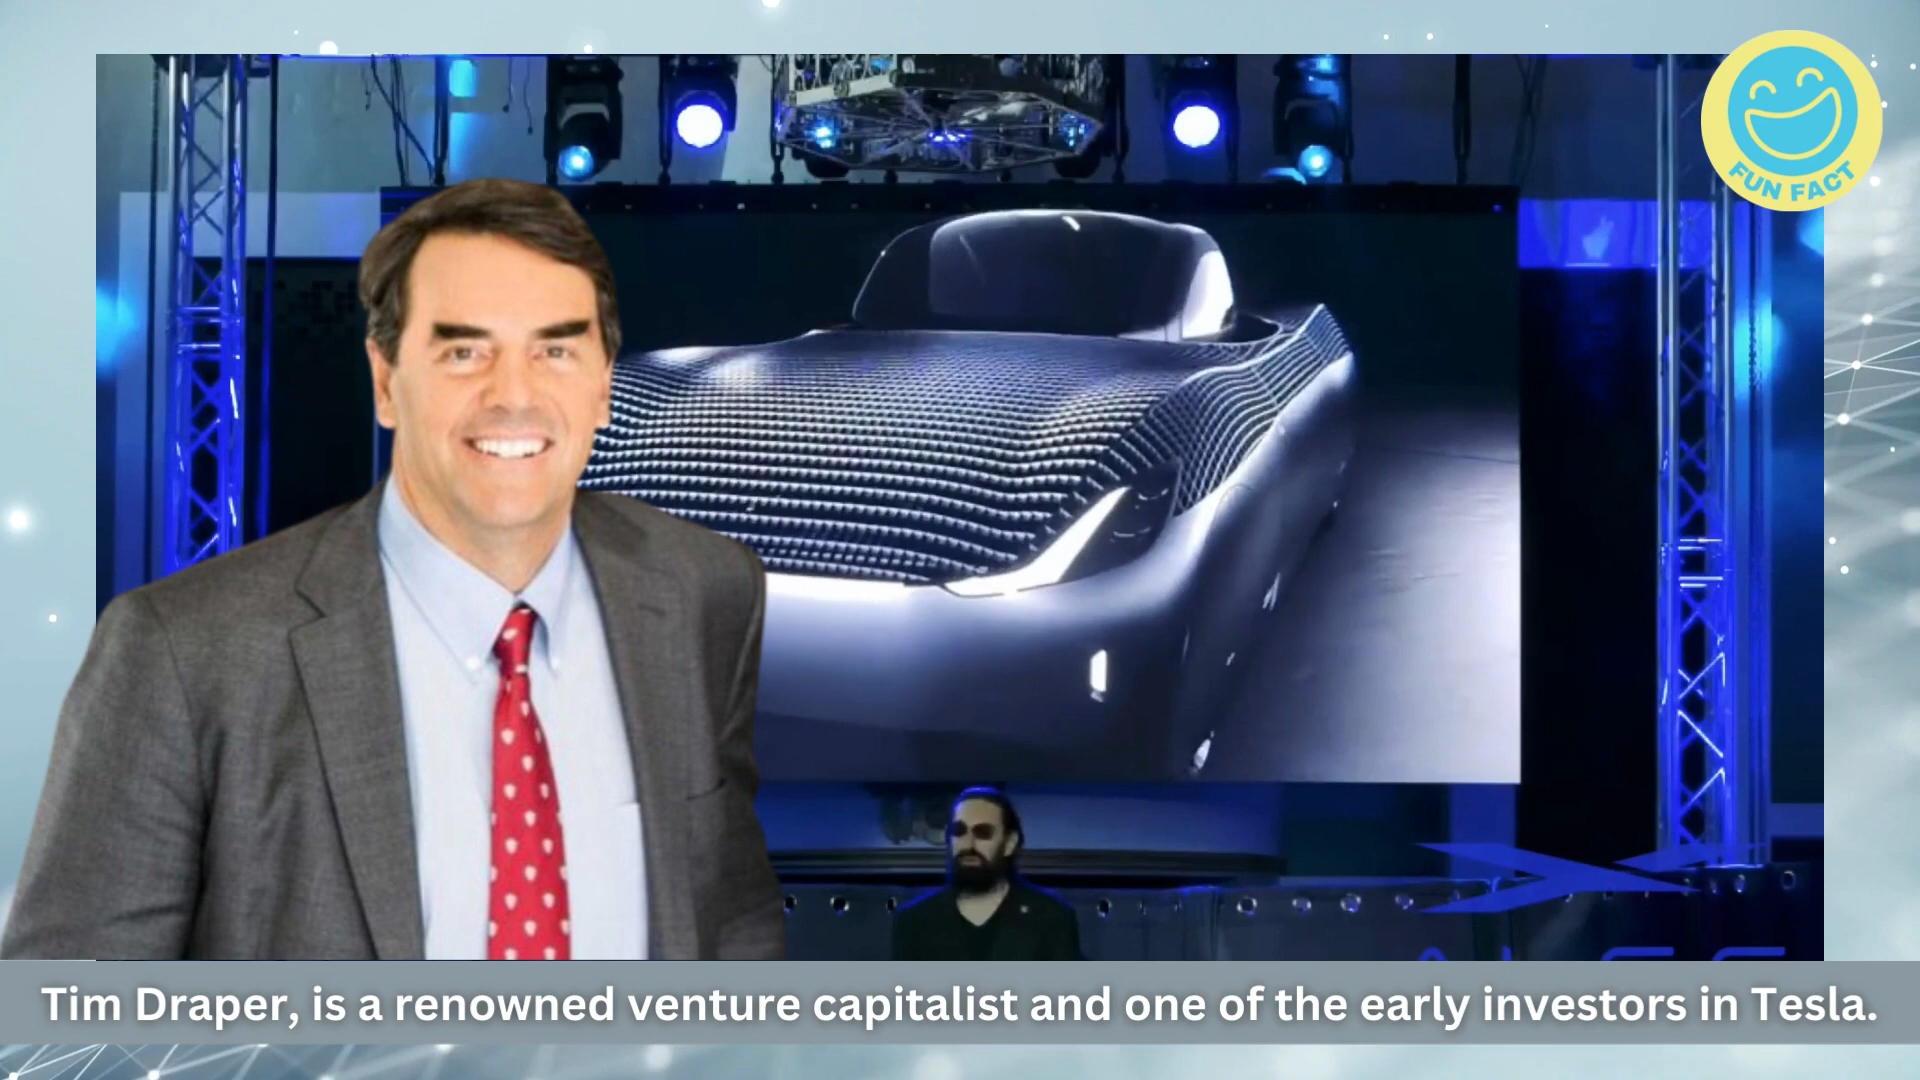 FUN FACT
Tim Draper, is a renowned venture capitalist and one of the early investors in Tesla.